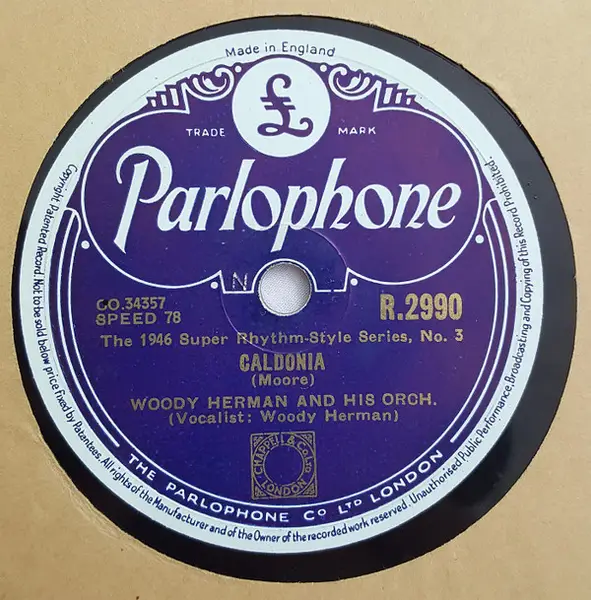 Made in England
£
TRADE MARK
Parlophone
N
CO.34357
SPEED 78
R.2990
The 1946 Super Rhythm-Style Series, No. 3
CALDONIA
(Moore)
WOODY HERMAN AND HIS ORCH.
(Vocalist: Woody Herman)
CHAPPELL & Co Ltd
LONDON
THE PARLOPHONE CO LTD LONDON
Copyright Patented Record Not to be sold below price fixed by Patentees. All rights of the Manufacturer and of the Owner of the recorded work reserved. Unauthorised Public Performance, Broadcasting and Copying of this Record Prohibited.